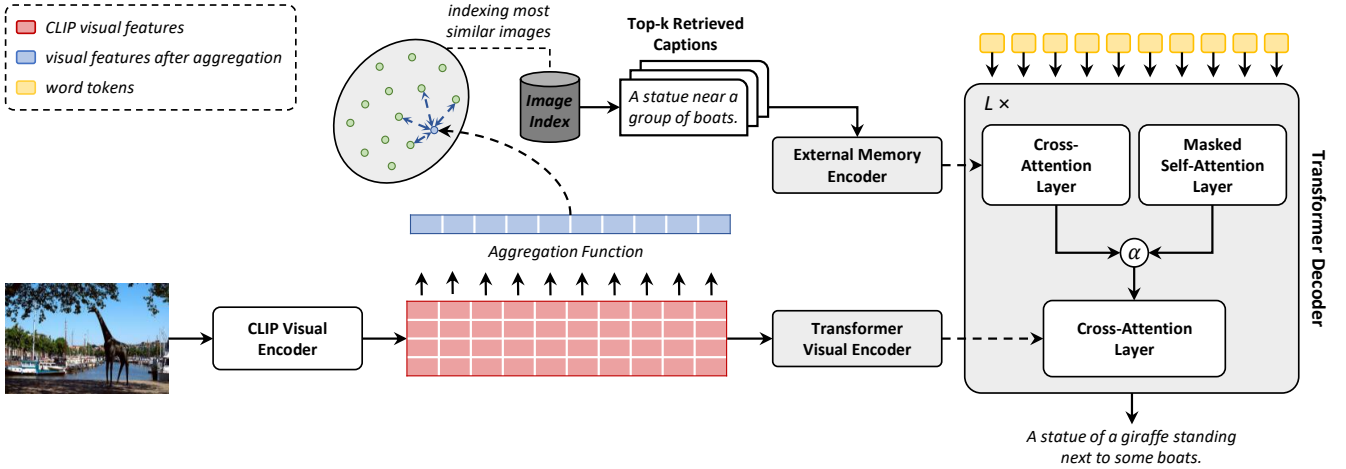 CLIP visual features
visual features after aggregation
word tokens
indexing most
similar images
Image
Index
Top-k Retrieved
Captions
A statue near a
group of boats.
External Memory
Encoder
Aggregation Function
CLIP Visual
Encoder
Transformer
Visual Encoder
L ×
Cross-
Attention
Layer
Masked
Self-Attention
Layer
α
Cross-Attention
Layer
Transformer Decoder
A statue of a giraffe standing
next to some boats.